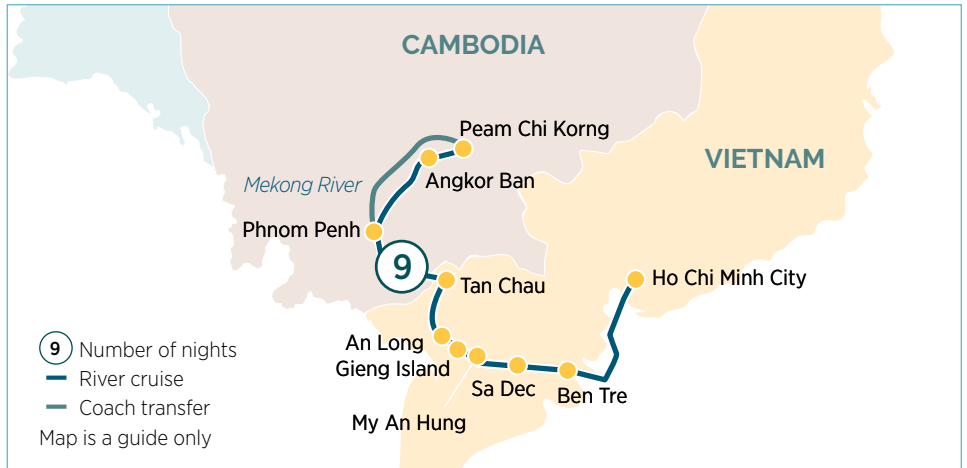 CAMBODIA
Peam Chi Korng
VIETNAM
Mekong River
Angkor Ban
Phnom Penh
9
Tan Chau
Ho Chi Minh City
An Long
Gieng Island
Sa Dec
Ben Tre
My An Hung
9 Number of nights
River cruise
Coach transfer
Map is a guide only